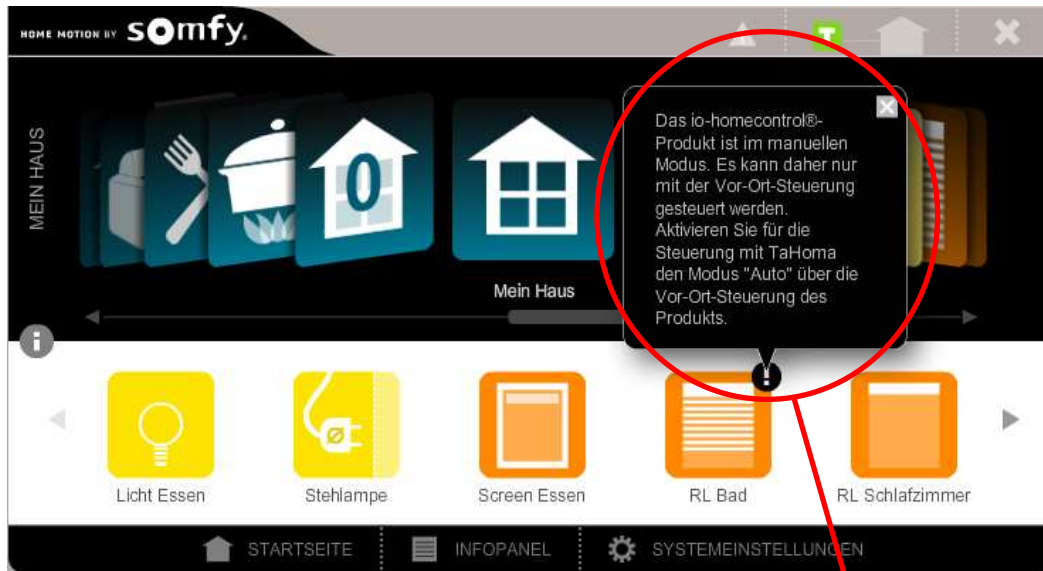 HOME MOTION BY somfy.
T
MEIN HAUS
0
Das io-homecontrol®-
Produkt ist im manuellen
Modus. Es kann daher nur
mit der Vor-Ort-Steuerung
gesteuert werden.
Aktivieren Sie für die
Steuerung mit TaHoma
den Modus "Auto" über die
Vor-Ort-Steuerung des
Produkts.
Mein Haus
Licht Essen
Stehlampe
Screen Essen
RL Bad
RL Schlafzimmer
STARTSEITE
INFOPANEL
SYSTEMEINSTELLUNGEN